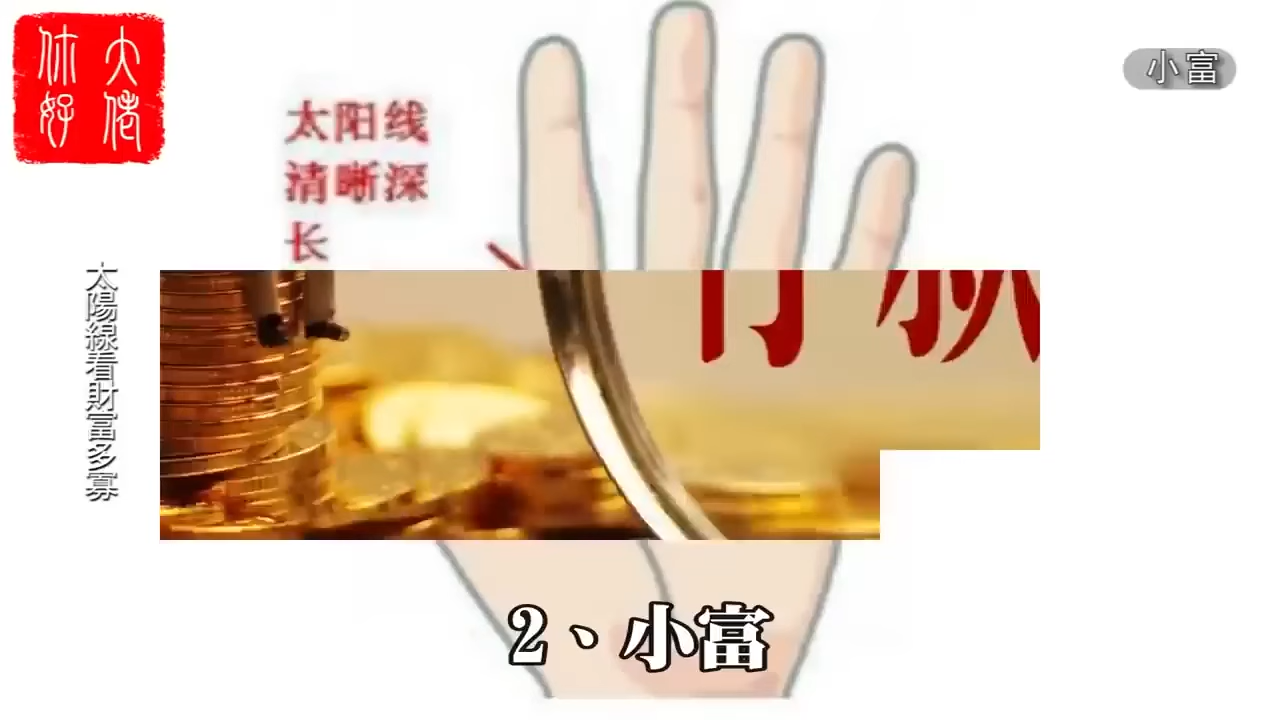 大佬
休好
小富
太阳线
清晰深
长
太陽線看財富多寡
2、小富